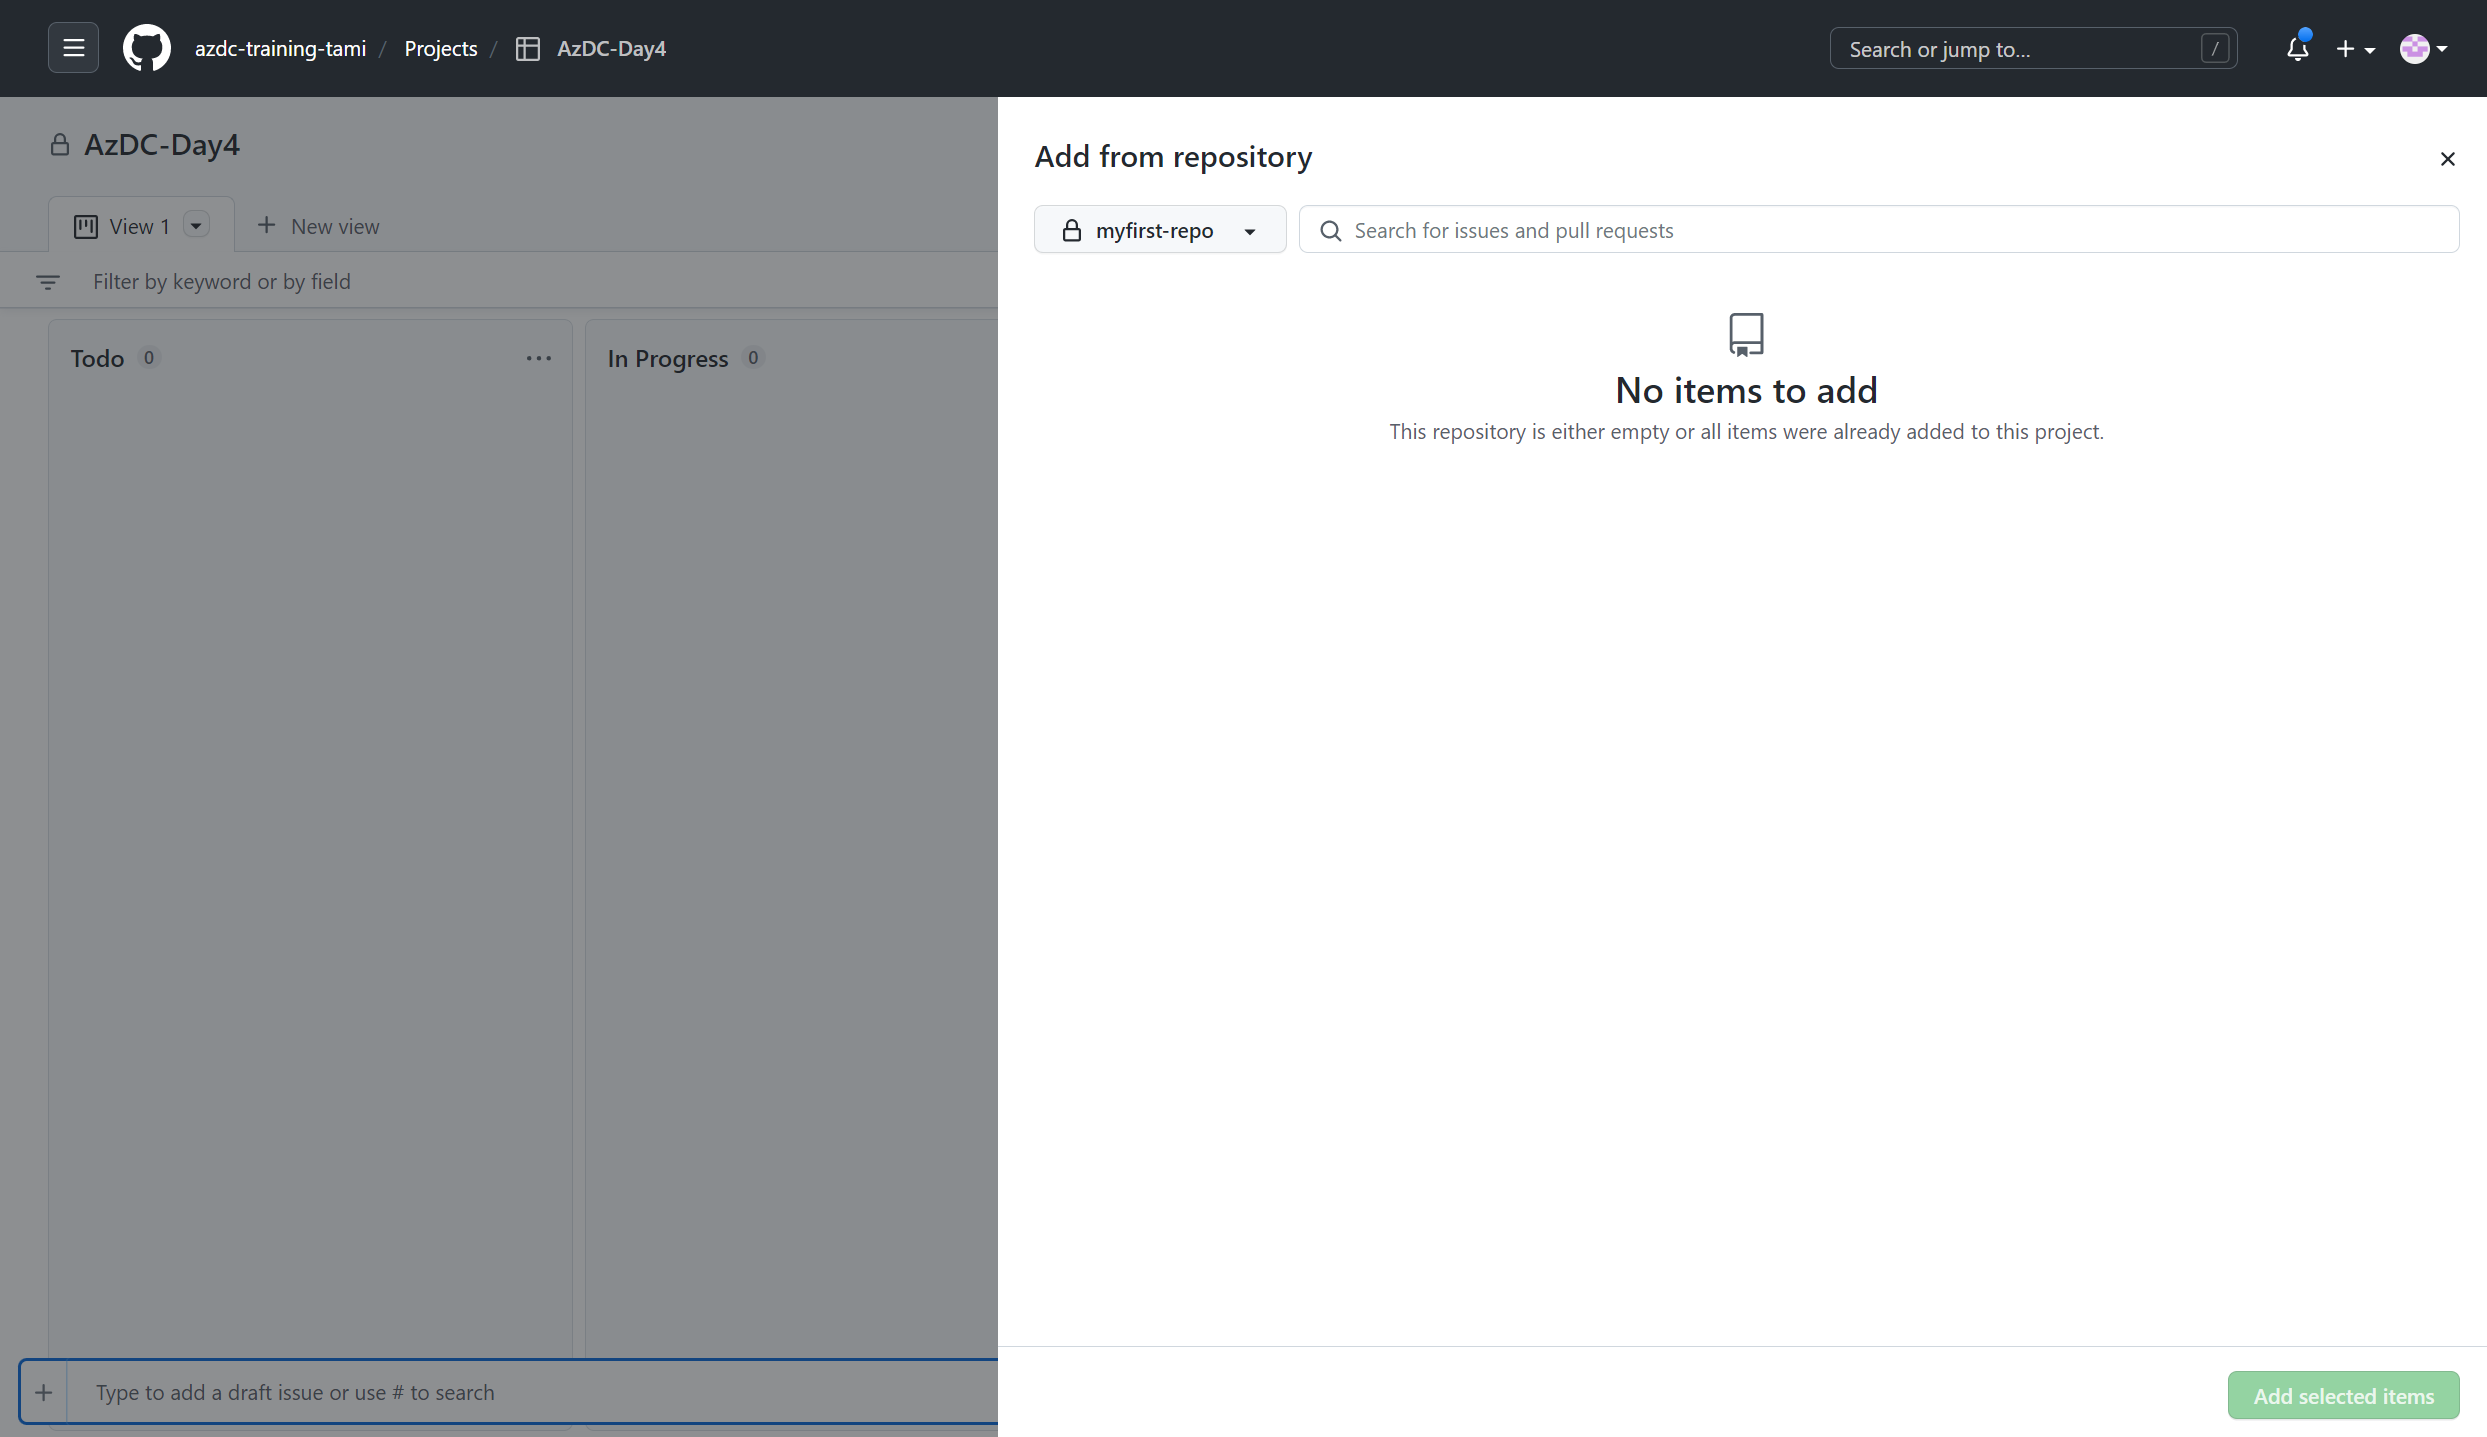 azdc-training-tami / Projects / AzDC-Day4
Search or jump to... /
AzDC-Day4
View 1
New view
Filter by keyword or by field
Todo 0
In Progress 0
Type to add a draft issue or use # to search
Add from repository
myfirst-repo
Search for issues and pull requests
No items to add
This repository is either empty or all items were already added to this project.
Add selected items